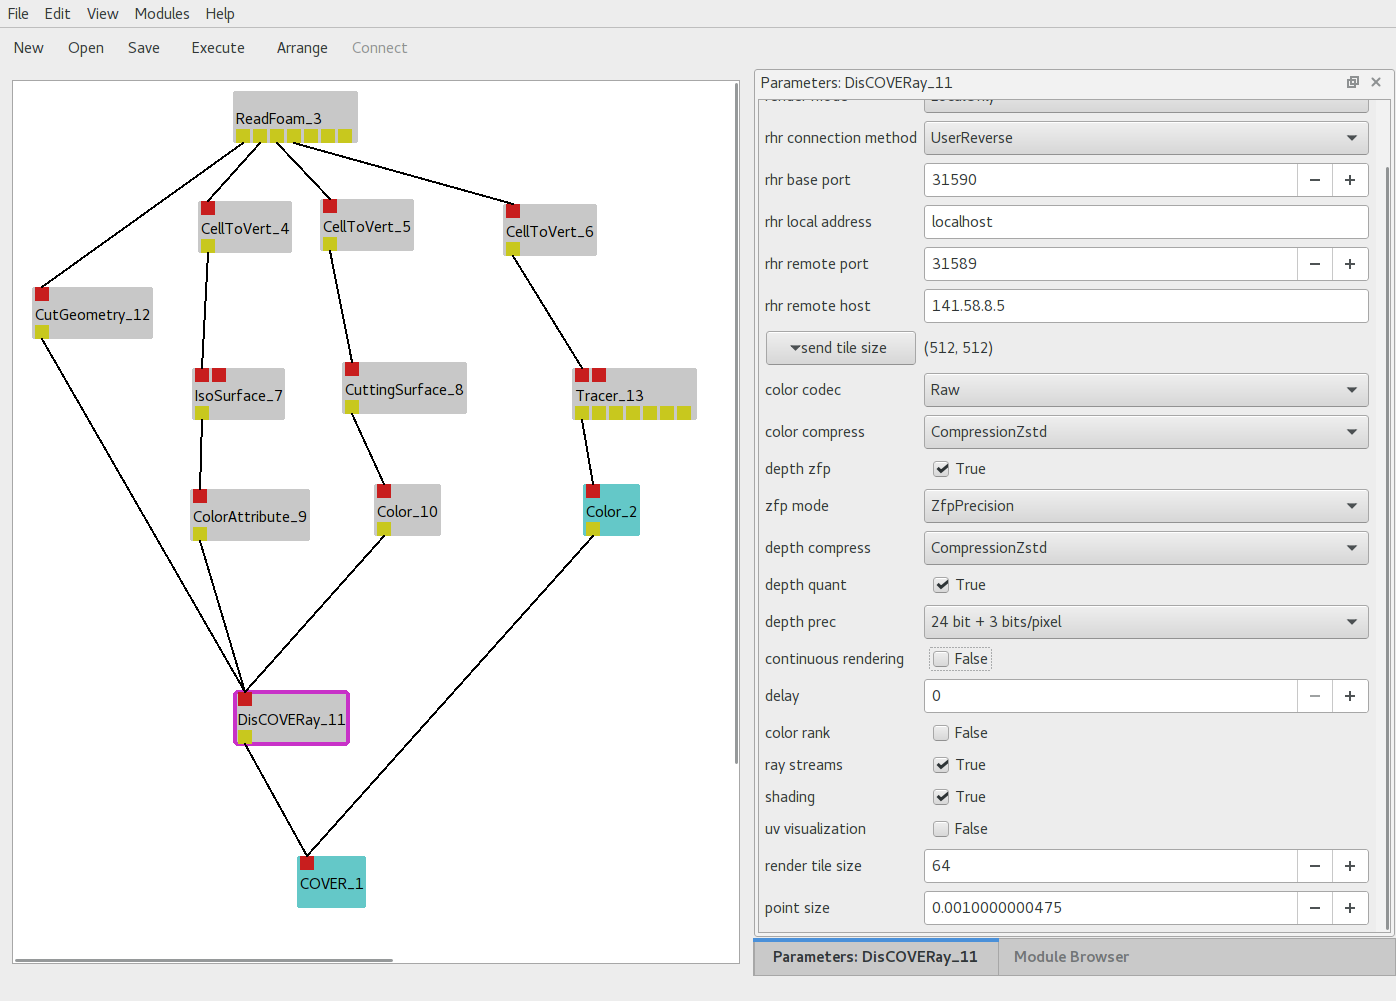 File Edit View Modules Help
New Open Save Execute Arrange Connect
ReadFoam_3
CellToVert_4
CellToVert_5
CellToVert_6
CutGeometry_12
IsoSurface_7
CuttingSurface_8
Tracer_13
ColorAttribute_9
Color_10
Color_2
DisCOVERay_11
COVER_1
Parameters: DisCOVERay_11
rhr connection method UserReverse
rhr base port 31590
rhr local address localhost
rhr remote port 31589
rhr remote host 141.58.8.5
send tile size (512, 512)
color codec Raw
color compress CompressionZstd
depth zfp True
zfp mode ZfpPrecision
depth compress CompressionZstd
depth quant True
depth prec 24 bit + 3 bits/pixel
continuous rendering False
delay 0
color rank False
ray streams True
shading True
uv visualization False
render tile size 64
point size 0.0010000000475
Parameters: DisCOVERay_11 Module Browser